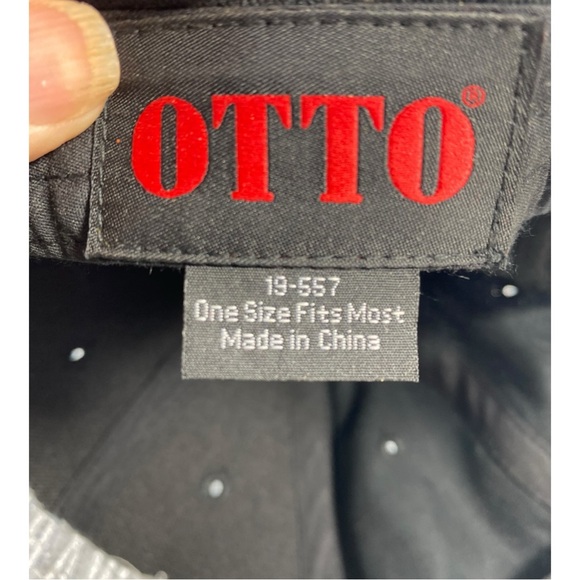 OTTO®
19-557
One Size Fits Most
Made in China